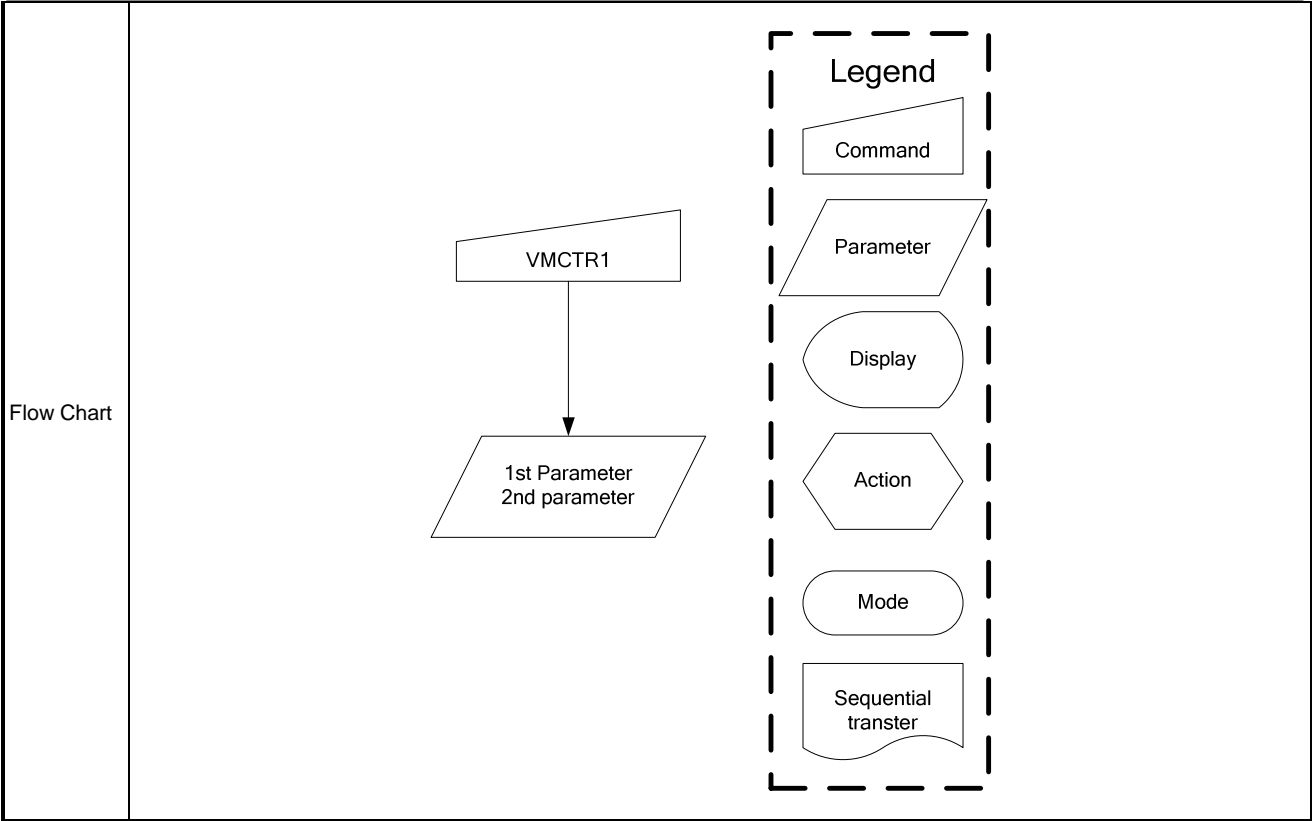 Flow Chart
VMCTR1
1st Parameter
2nd parameter
Legend
Command
Parameter
Display
Action
Mode
Sequential
transter